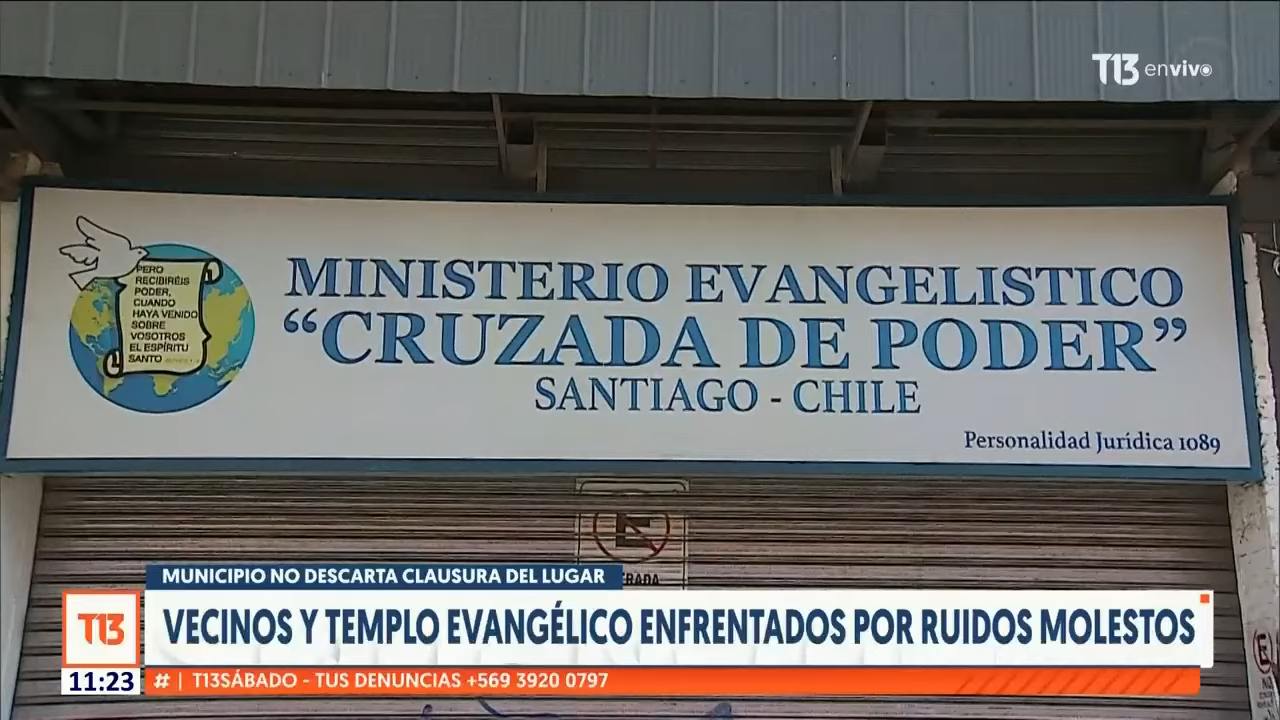 T13 envivo
PERO
RECIBIRÉIS
PODER,
CUANDO
HAYA VENIDO
SOBRE
VOSOTROS
EL ESPÍRITU
SANTO
MINISTERIO EVANGELISTICO
“CRUZADA DE PODER”
SANTIAGO - CHILE
Personalidad Jurídica 1089
E
RADA
MUNICIPIO NO DESCARTA CLAUSURA DEL LUGAR
T13
VECINOS Y TEMPLO EVANGÉLICO ENFRENTADOS POR RUIDOS MOLESTOS
11:23
# | T13SÁBADO - TUS DENUNCIAS +569 3920 0797